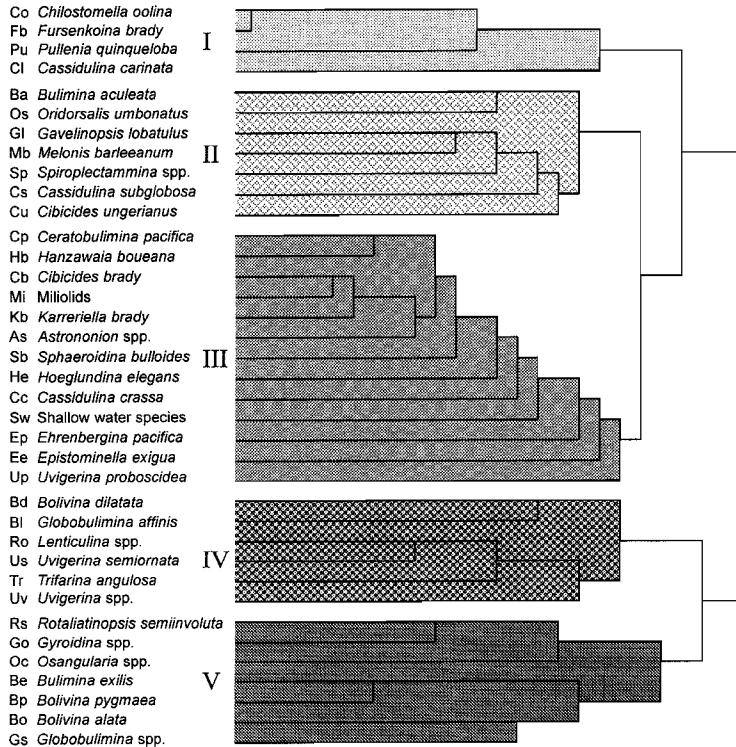 Co Chilostomella oolina
Fb Fursenkoina brady
I
Pu Pullenia quinqueloba
Cl Cassidulina carinata
Ba Bulimina aculeata
Os Oridorsalis umbonatus
Gl Gavelinopsis lobatulus
Mb Melonis barleeanum
II
Sp Spiroplectammina spp.
Cs Cassidulina subglobosa
Cu Cibicides ungerianus
Cp Ceratobulimina pacifica
Hb Hanzawaia boueana
Cb Cibicides brady
Mi Miliolids
Kb Karreriella brady
As Astrononion spp.
Sb Sphaeroidina bulloides
III
He Hoeglundina elegans
Cc Cassidulina crassa
Sw Shallow water species
Ep Ehrenbergina pacifica
Ee Epistominella exigua
Up Uvigerina proboscidea
Bd Bolivina dilatata
Bl Globobulimina affinis
Ro Lenticulina spp.
Us Uvigerina semiornata
IV
Tr Trifarina angulosa
Uv Uvigerina spp.
Rs Rotaliatinopsis semiinvoluta
Go Gyroidina spp.
Oc Osangularia spp.
Be Bulimina exilis
V
Bp Bolivina pygmaea
Bo Bolivina alata
Gs Globobulimina spp.